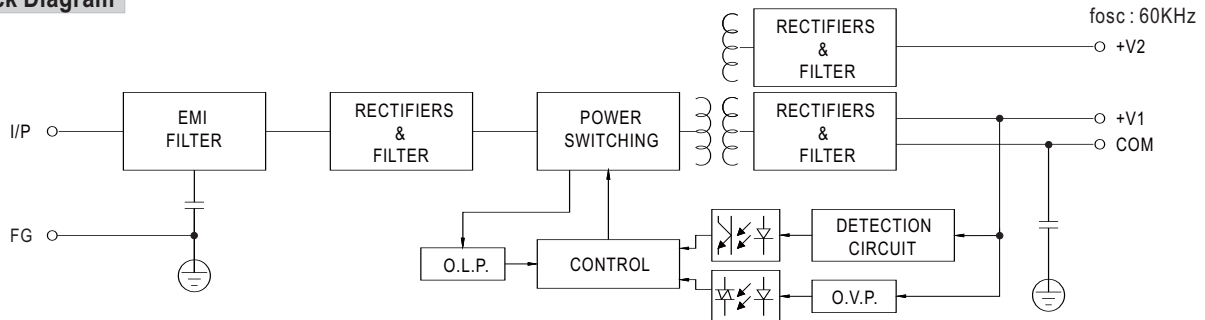 ck Diagram
fosc : 60KHz
RECTIFIERS
&
FILTER
+V2
I/P
EMI
FILTER
RECTIFIERS
&
FILTER
POWER
SWITCHING
RECTIFIERS
&
FILTER
+V1
COM
FG
O.L.P.
CONTROL
DETECTION
CIRCUIT
O.V.P.